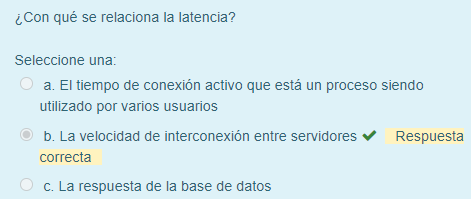 ¿Con qué se relaciona la latencia?
Seleccione una:
a. El tiempo de conexión activo que está un proceso siendo
utilizado por varios usuarios
b. La velocidad de interconexión entre servidores ✔ Respuesta
correcta
c. La respuesta de la base de datos